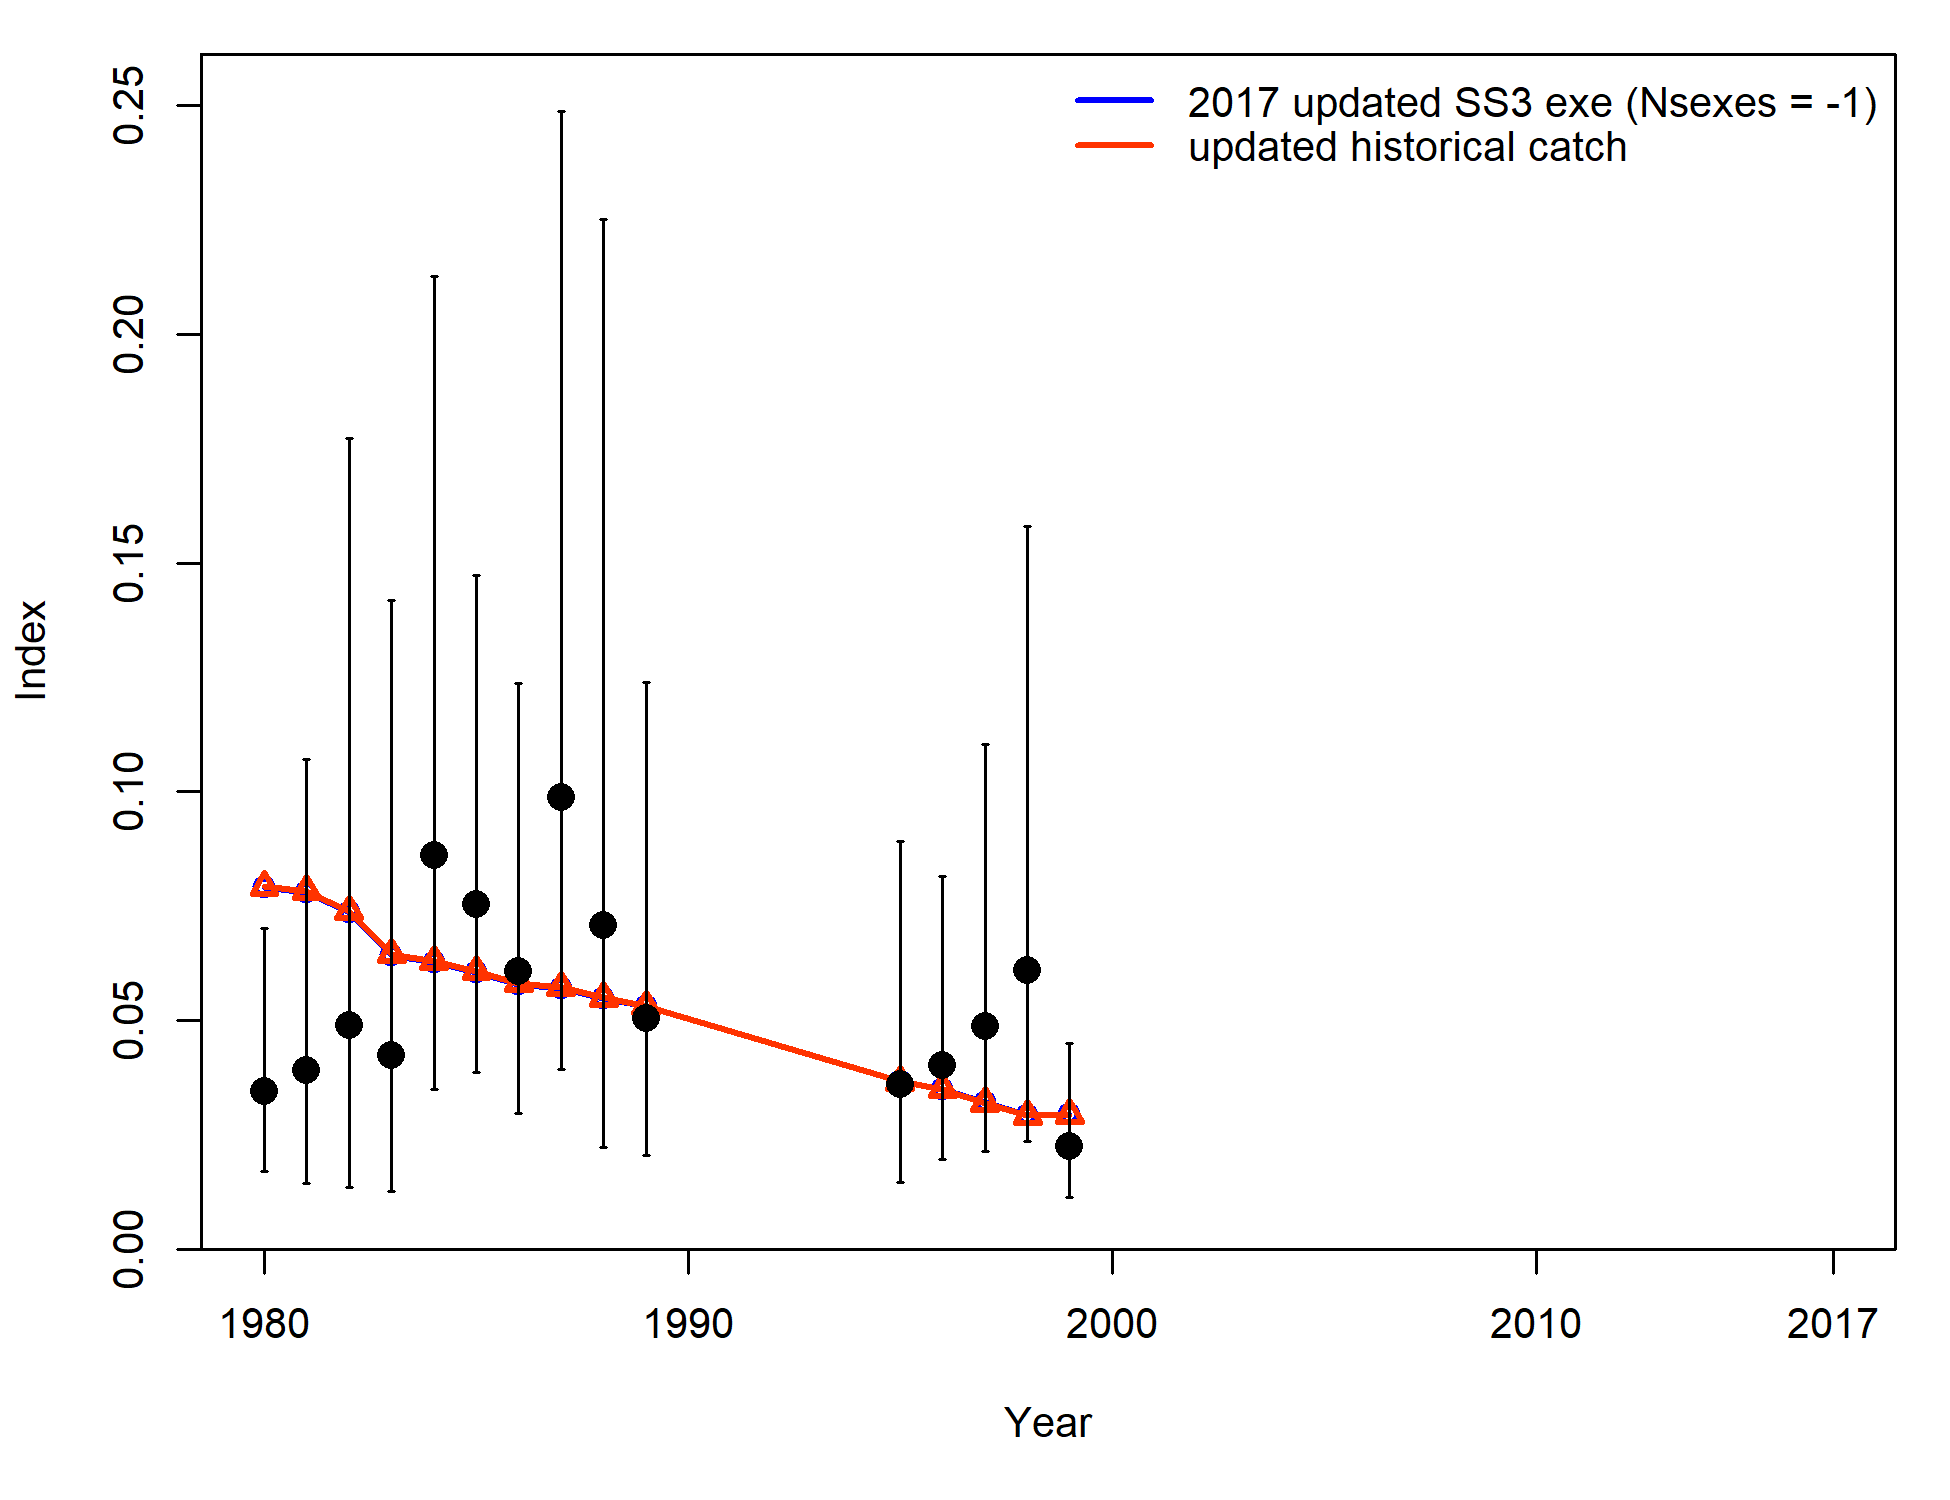 2017 updated SS3 exe (Nsexes = -1)
updated historical catch
0.25
0.20
0.15
0.10
0.05
0.00
Index
1980 1990 2000 2010 2017
Year